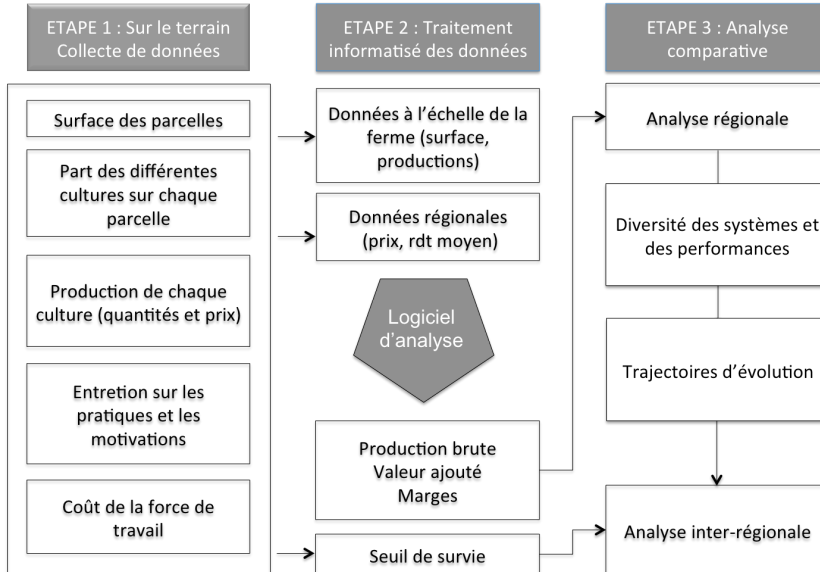 ETAPE 1 : Sur le terrain
Collecte de données
Surface des parcelles
Part des différentes
cultures sur chaque
parcelle
Production de chaque
culture (quantités et prix)
Entretion sur les
pratiques et les
motivations
Coût de la force de
travail
ETAPE 2 : Traitement
informatisé des données
Données à l'échelle de la
ferme (surface,
productions)
Données régionales
(prix, rdt moyen)
Logiciel
d'analyse
Production brute
Valeur ajouté
Marges
Seuil de survie
ETAPE 3 : Analyse
comparative
Analyse régionale
Diversité des systèmes et
des performances
Trajectoires d'évolution
Analyse inter-régionale